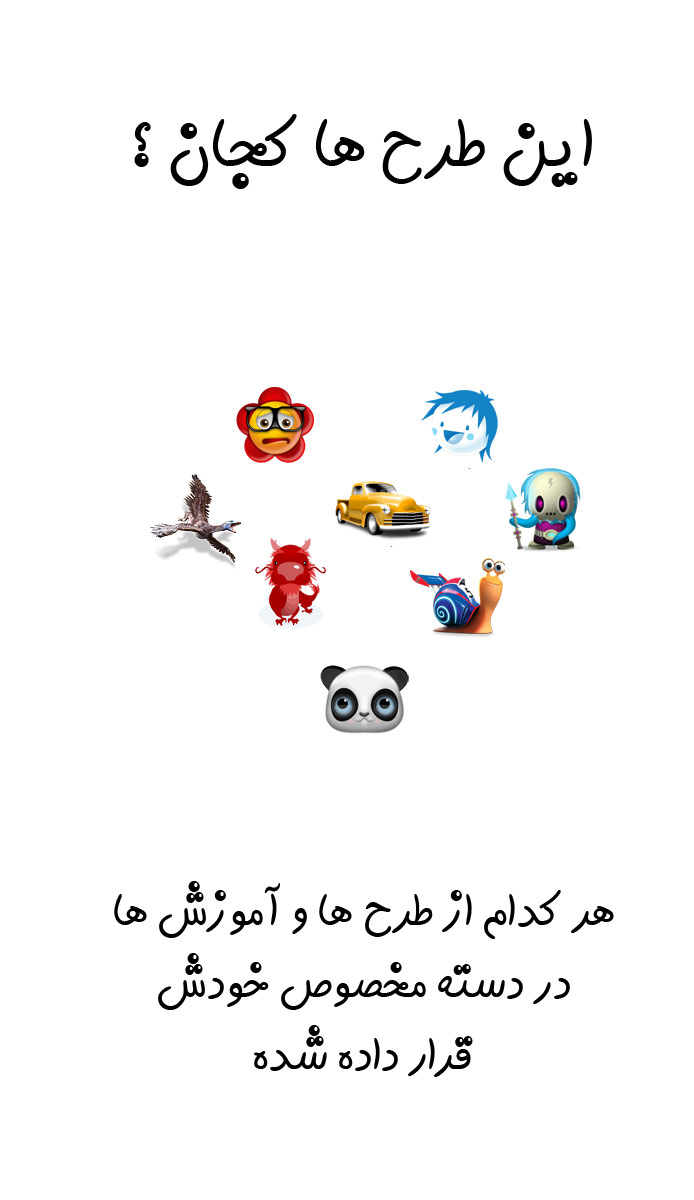 این طرح ها کجان ؟
هر کدام از طرح ها و آموزش ها
در دسته مخصوص خودش
قرار داده شده